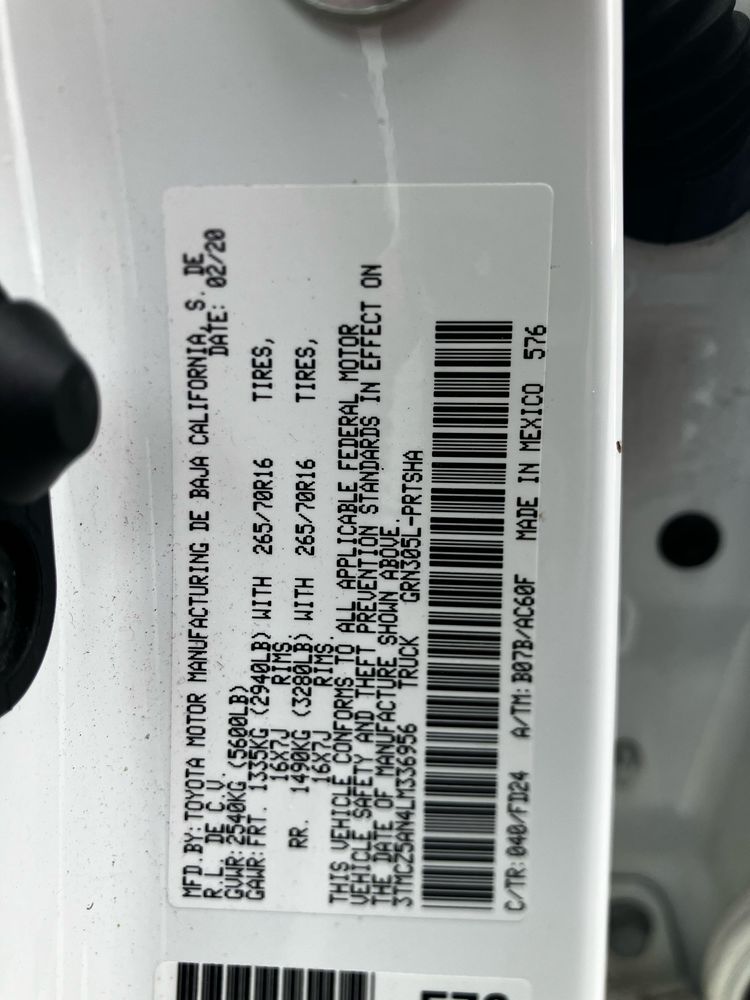 MFD.BY:TOYOTA MOTOR MANUFACTURING DE BAJA CALIFORNIA, S. DE
R.L. DE C.V. DATE: 02/20
GVWR:2540KG (5600LB)
GAWR:FRT. 1335KG (2940LB) WITH 265/70R16 TIRES,
16X7J RIMS.
RR. 1490KG (3280LB) WITH 265/70R16 TIRES,
16X7J RIMS.
THIS VEHICLE CONFORMS TO ALL APPLICABLE FEDERAL MOTOR
VEHICLE SAFETY AND THEFT PREVENTION STANDARDS IN EFFECT ON
THE DATE OF MANUFACTURE SHOWN ABOVE.
3TMCZ5AN4LM336956 TRUCK GRN305L-PRTSHA
C/TR:040/FD24 A/TM:B07B/AC60F MADE IN MEXICO 576